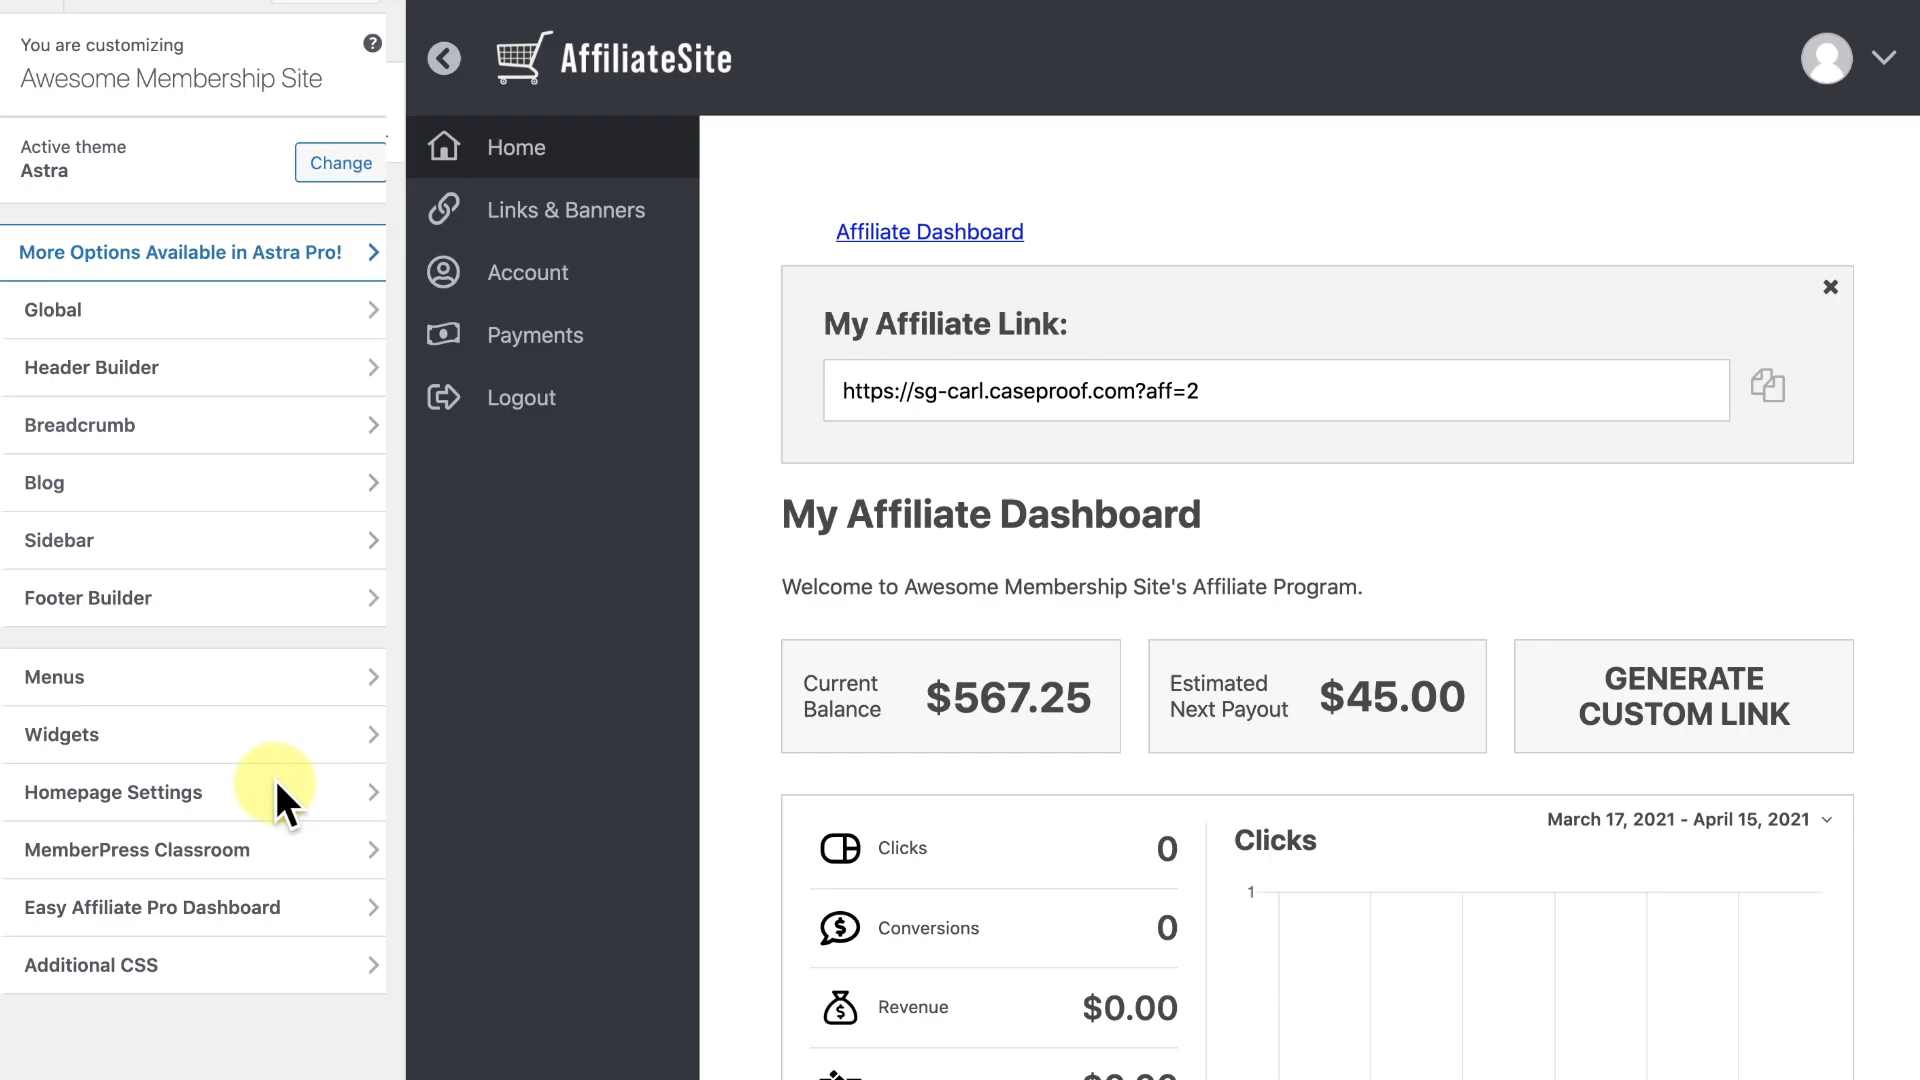 You are customizing
Awesome Membership Site
Active theme
Astra
Change
More Options Available in Astra Pro!
Global
Header Builder
Breadcrumb
Blog
Sidebar
Footer Builder
Menus
Widgets
Homepage Settings
MemberPress Classroom
Easy Affiliate Pro Dashboard
Additional CSS
AffiliateSite
Home
Links & Banners
Account
Payments
Logout
Affiliate Dashboard
My Affiliate Link:
https://sg-carl.caseproof.com?aff=2
My Affiliate Dashboard
Welcome to Awesome Membership Site's Affiliate Program.
Current
Balance
$567.25
Estimated
Next Payout
$45.00
GENERATE
CUSTOM LINK
Clicks 0
Conversions 0
Revenue $0.00
March 17, 2021 - April 15, 2021
Clicks
1